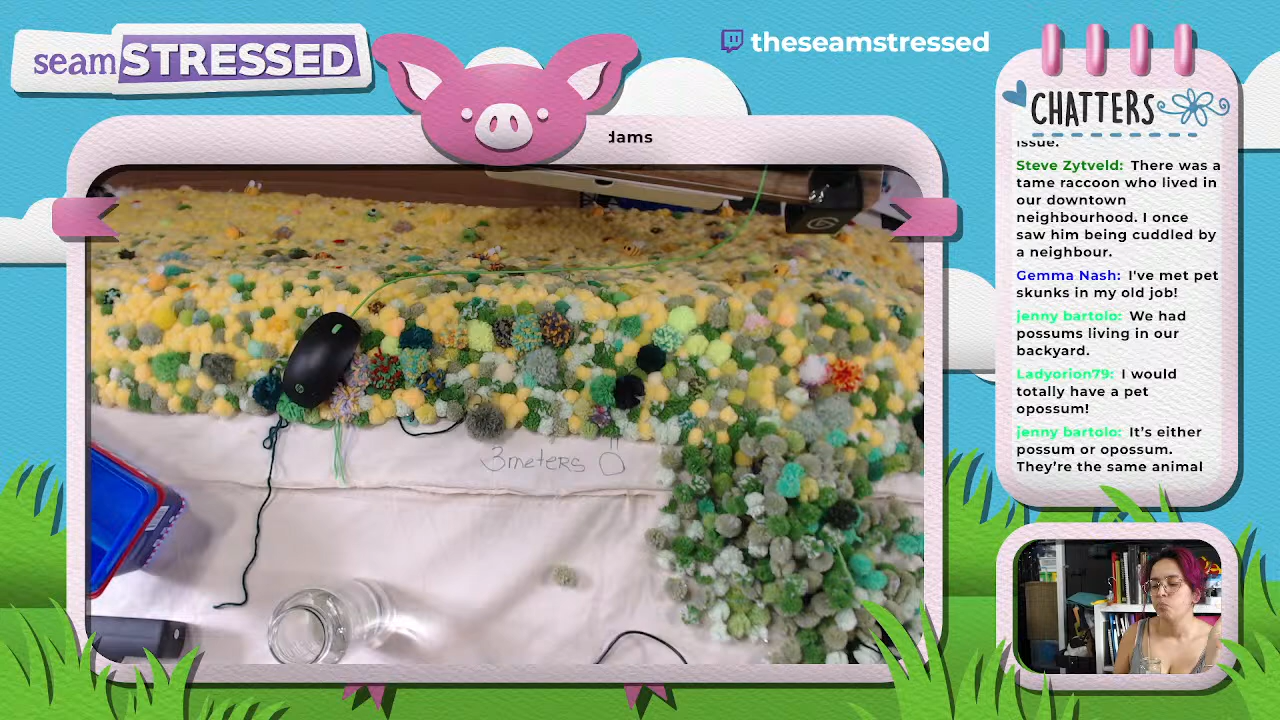 seamSTRESSED
theseamstressed
dams
CHATTERS
issue.
Steve Zytveld: There was a
tame raccoon who lived in
our downtown
neighbourhood. I once
saw him being cuddled by
a neighbour.
Gemma Nash: I've met pet
skunks in my old job!
jenny bartolo: We had
possums living in our
backyard.
Ladyorion79: I would
totally have a pet
opossum!
jenny bartolo: It's either
possum or opossum.
They're the same animal
3meters